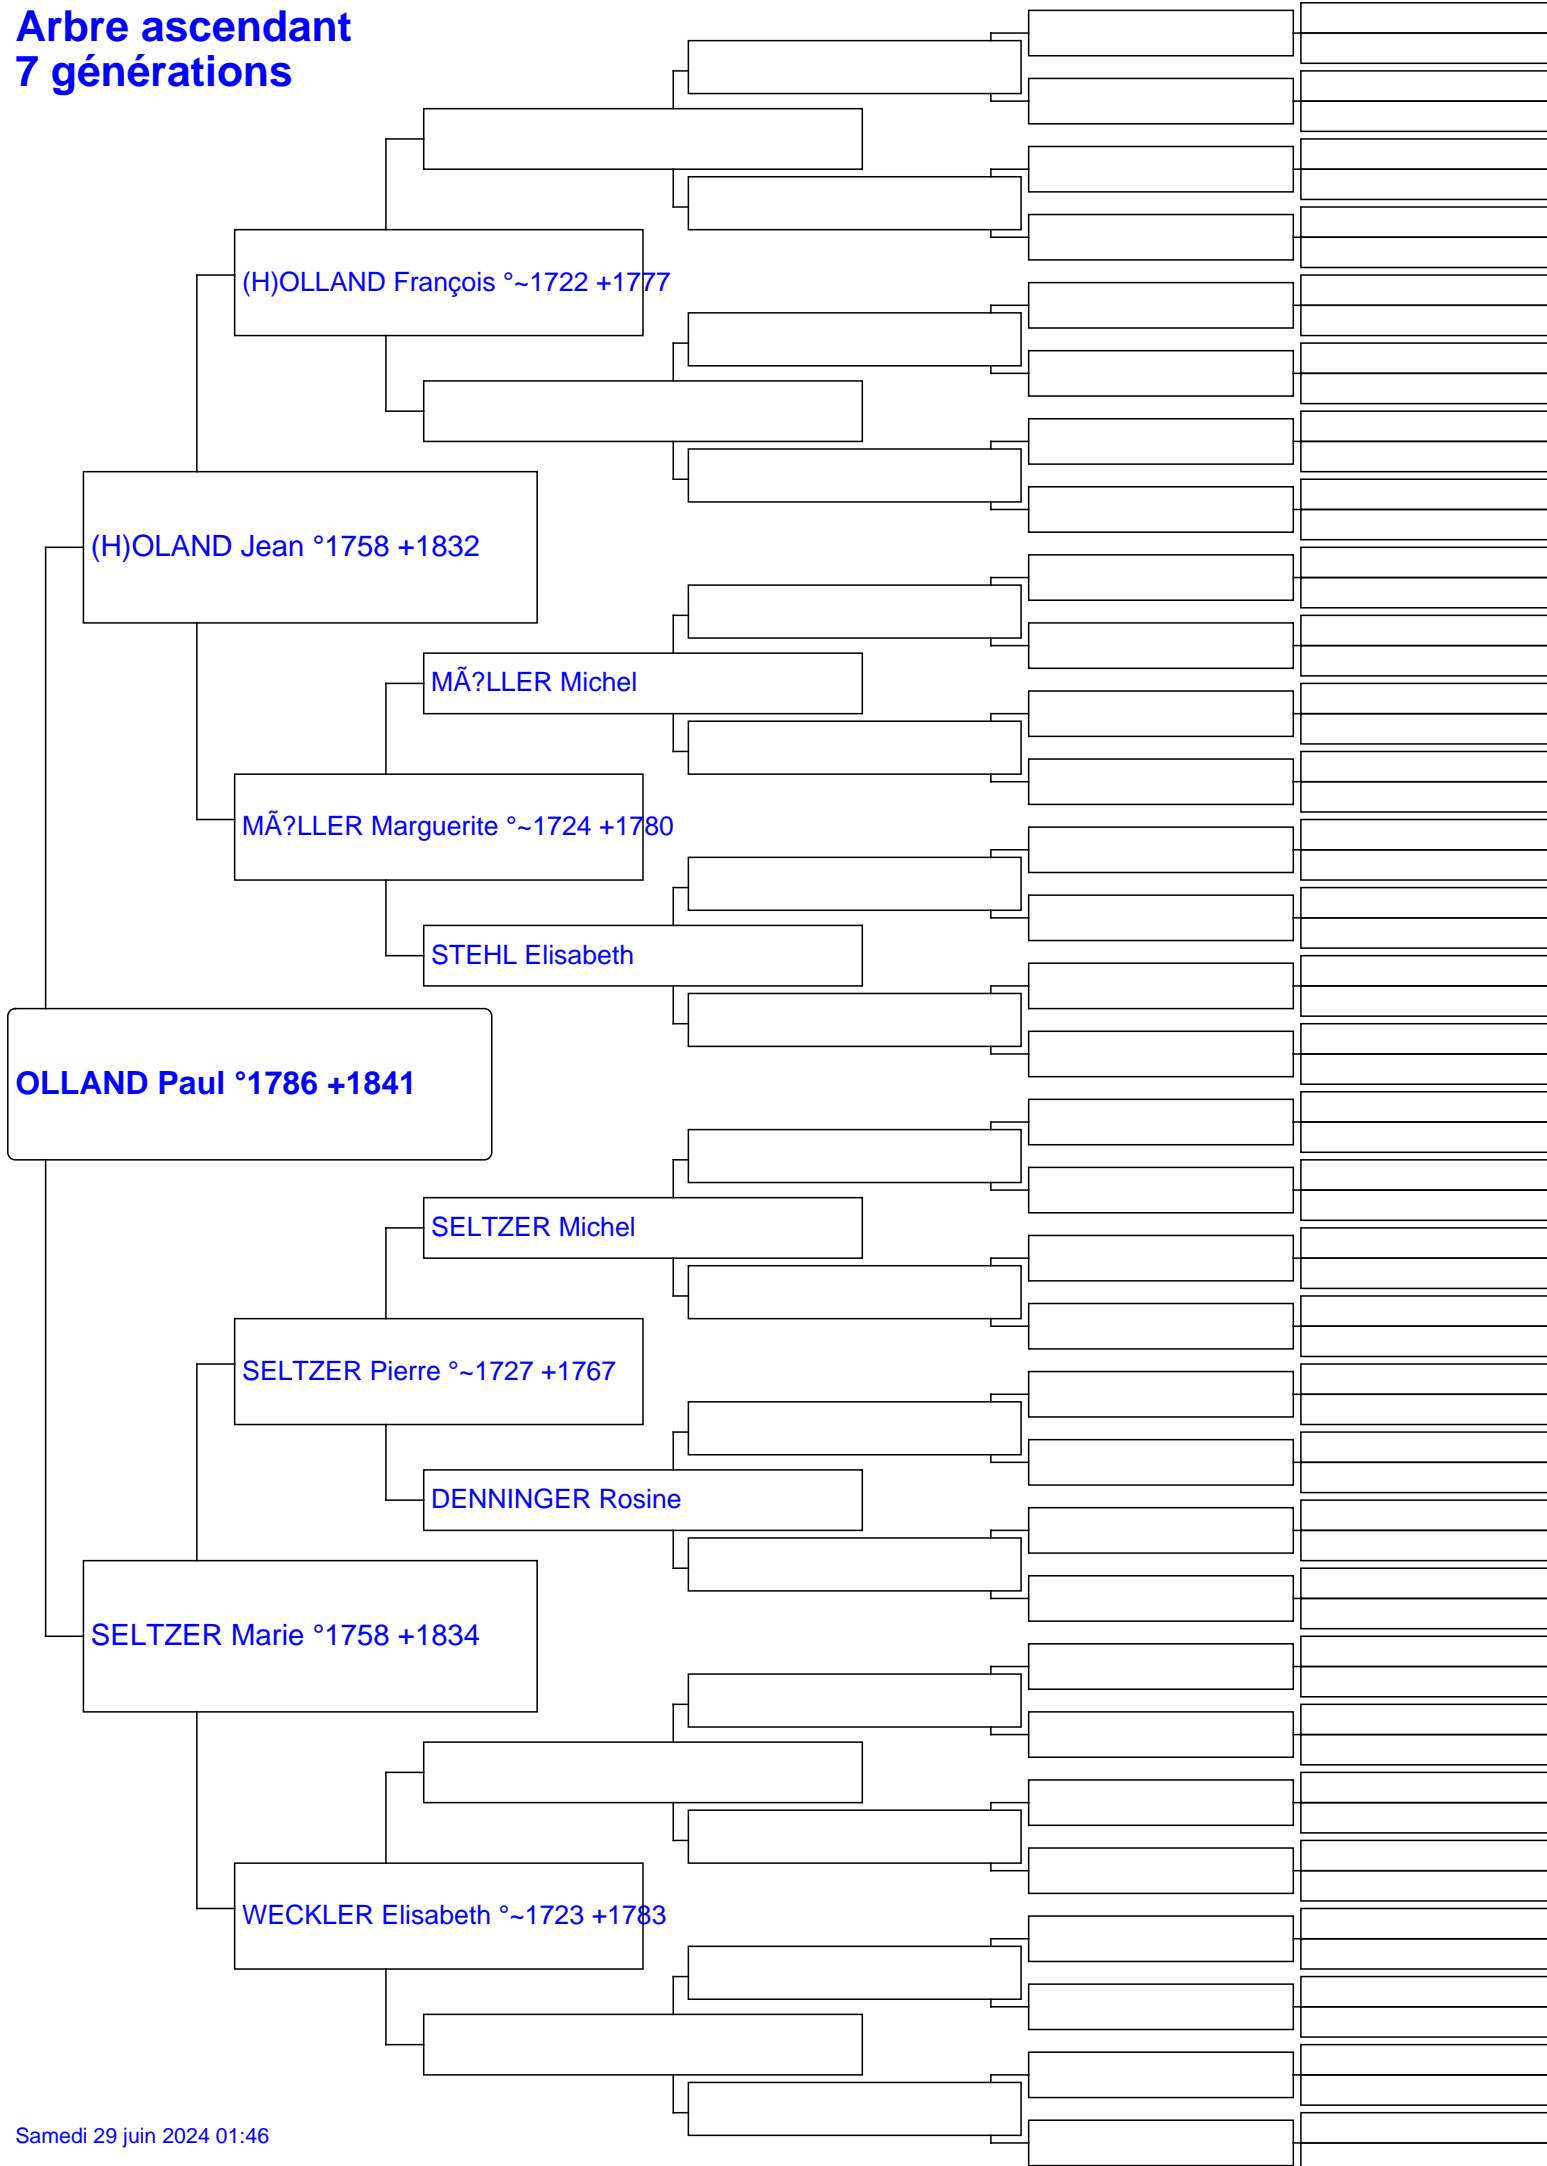 Arbre ascendant
7 générations
(H)OLLAND François °~1722 +1777
(H)OLAND Jean °1758 +1832
MÃ?LLER Michel
MÃ?LLER Marguerite °~1724 +1780
STEHL Elisabeth
OLLAND Paul °1786 +1841
SELTZER Michel
SELTZER Pierre °~1727 +1767
DENNINGER Rosine
SELTZER Marie °1758 +1834
WECKLER Elisabeth °~1723 +1783
Samedi 29 juin 2024 01:46